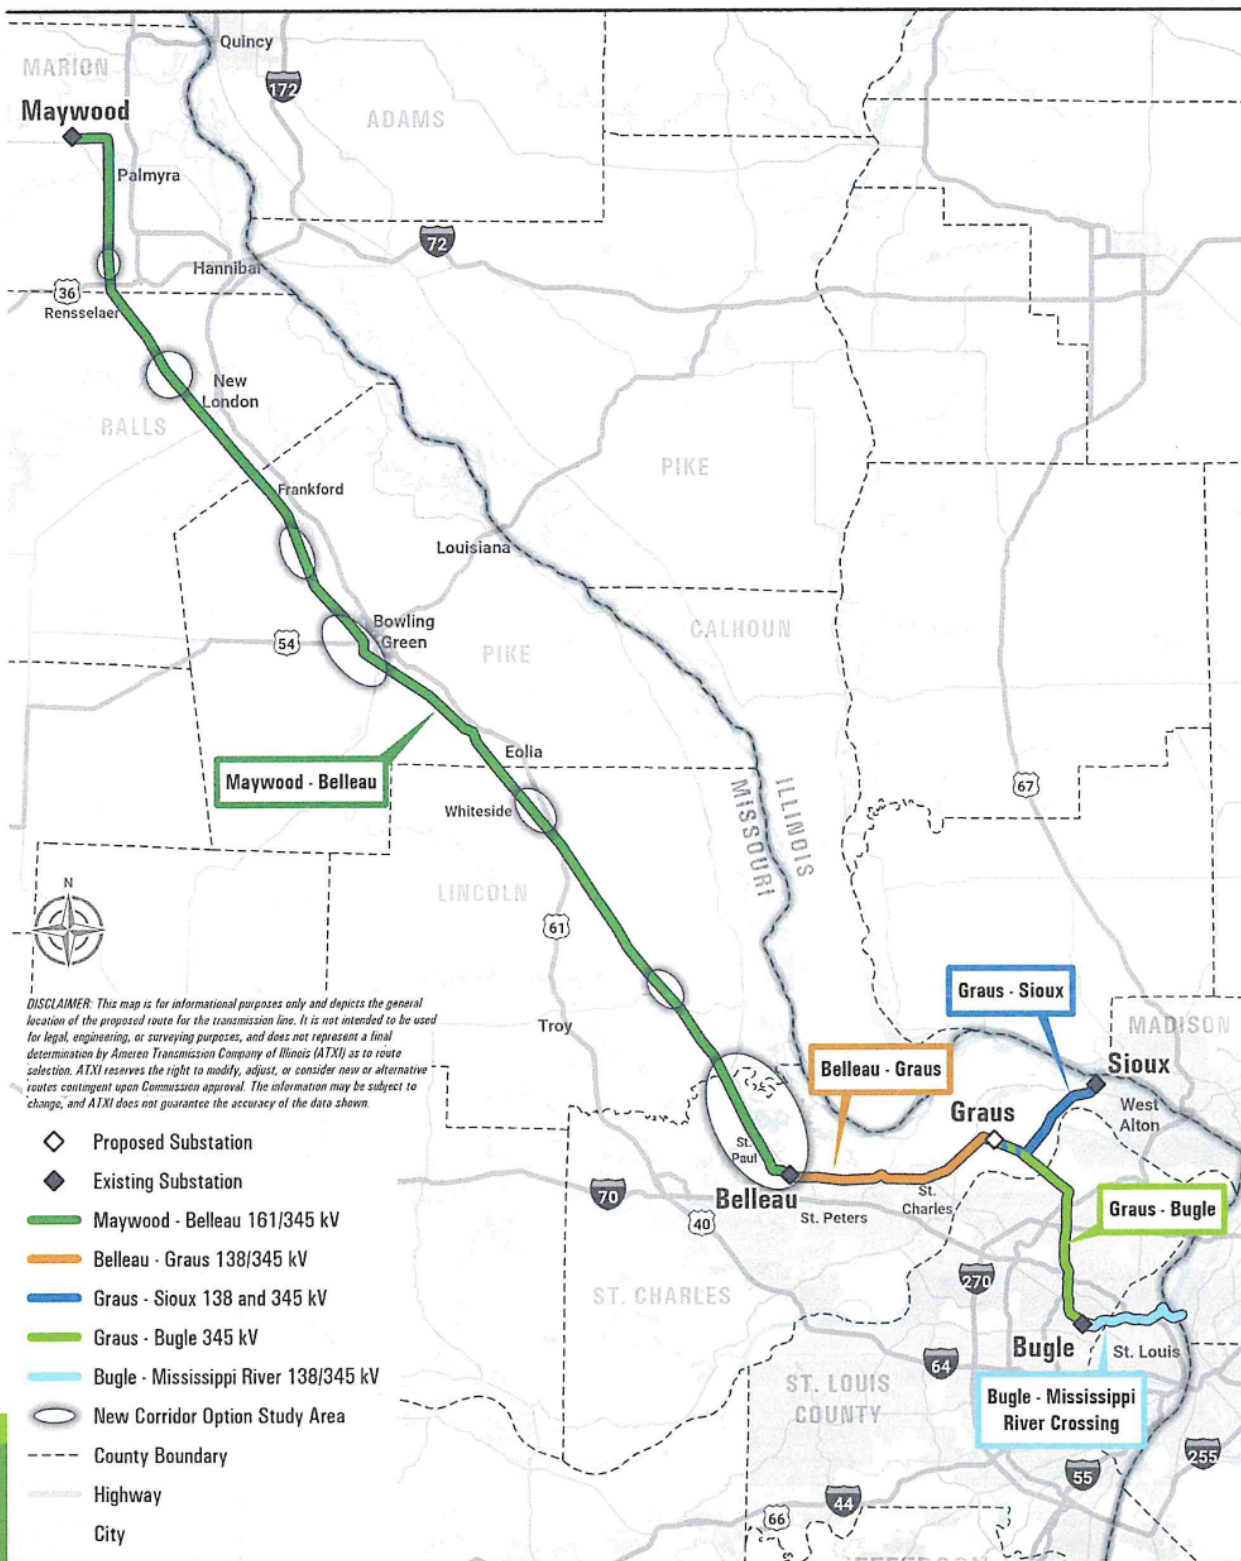 Quincy
MARION
172
Maywood
ADAMS
Palmyra
72
Hannibal
36
Rensselaer
New
London
RALLS
PIKE
Frankford
Louisiana
Bowling
Green
54
PIKE
CALHOUN
Eolia
Maywood - Belleau
ILLINOIS
MISSOURI
67
Whiteside
LINCOLN
N
61
Graus - Sioux
DISCLAIMER: This map is for informational purposes only and depicts the general
location of the proposed route for the transmission line. It is not intended to be used
for legal, engineering, or surveying purposes, and does not represent a final
determination by Ameren Transmission Company of Illinois (ATXI) as to route
selection. ATXI reserves the right to modify, adjust, or consider new or alternative
routes contingent upon Commission approval. The information may be subject to
change, and ATXI does not guarantee the accuracy of the data shown.
Troy
MADISON
Belleau - Graus
Sioux
Graus
West
Alton
St.
Paul
Belleau
St. Peters
St.
Charles
70
40
Graus - Bugle
270
ST. CHARLES
Bugle
St. Louis
64
ST. LOUIS
COUNTY
Bugle - Mississippi
River Crossing
255
55
44
66
JEFFERSON
Proposed Substation
Existing Substation
Maywood - Belleau 161/345 kV
Belleau - Graus 138/345 kV
Graus - Sioux 138 and 345 kV
Graus - Bugle 345 kV
Bugle - Mississippi River 138/345 kV
New Corridor Option Study Area
County Boundary
Highway
City